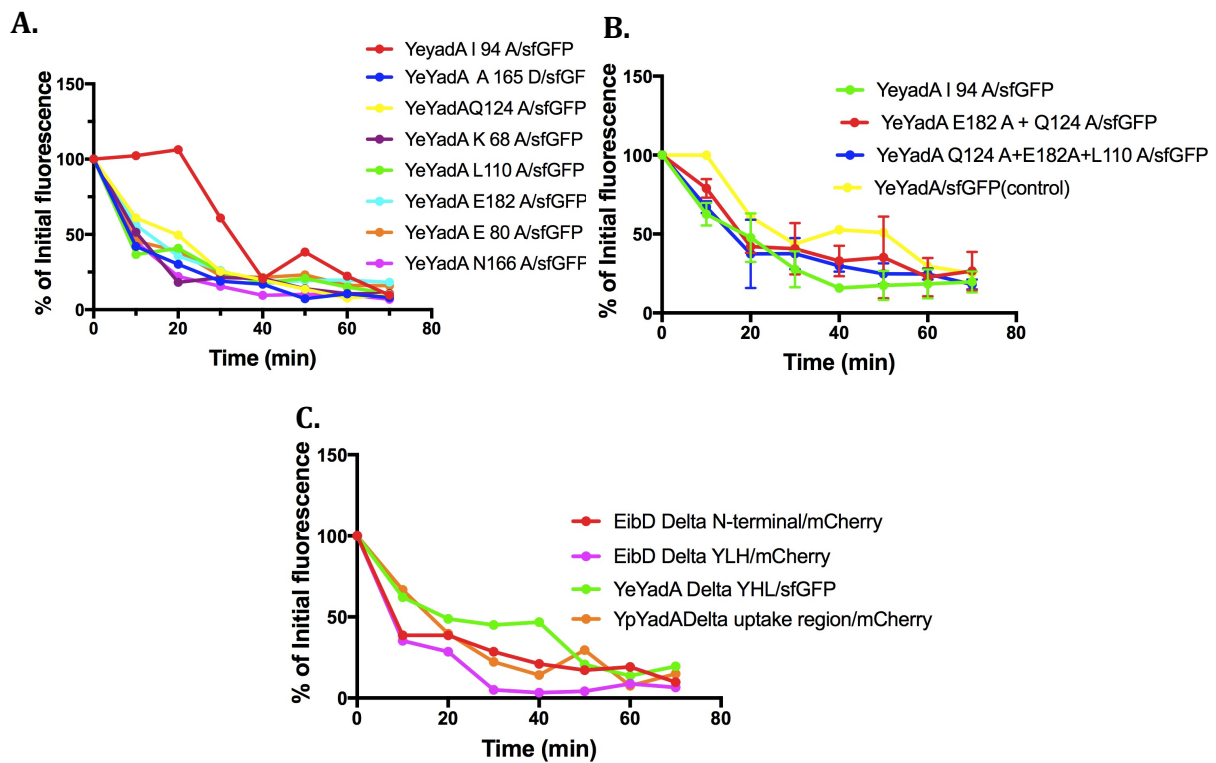 A.
YeyadA I 94 A/sfGFP
YeYadA A 165 D/sfGF
YeYadAQ124 A/sfGFP
YeYadA K 68 A/sfGFP
YeYadA L110 A/sfGFP
YeYadA E182 A/sfGFP
YeYadA E 80 A/sfGFP
YeYadA N166 A/sfGFP
% of Initial fluorescence
150
100
50
0
0 20 40 60 80
Time (min)
B.
YeyadA I 94 A/sfGFP
YeYadA E182 A + Q124 A/sfGFP
YeYadA Q124 A+E182A+L110 A/sfGFP
YeYadA/sfGFP(control)
% of Initial fluorescence
150
100
50
0
0 20 40 60 80
Time (min)
C.
EibD Delta N-terminal/mCherry
EibD Delta YLH/mCherry
YeYadA Delta YHL/sfGFP
YpYadADelta uptake region/mCherry
% of Initial fluorescence
150
100
50
0
0 20 40 60 80
Time (min)